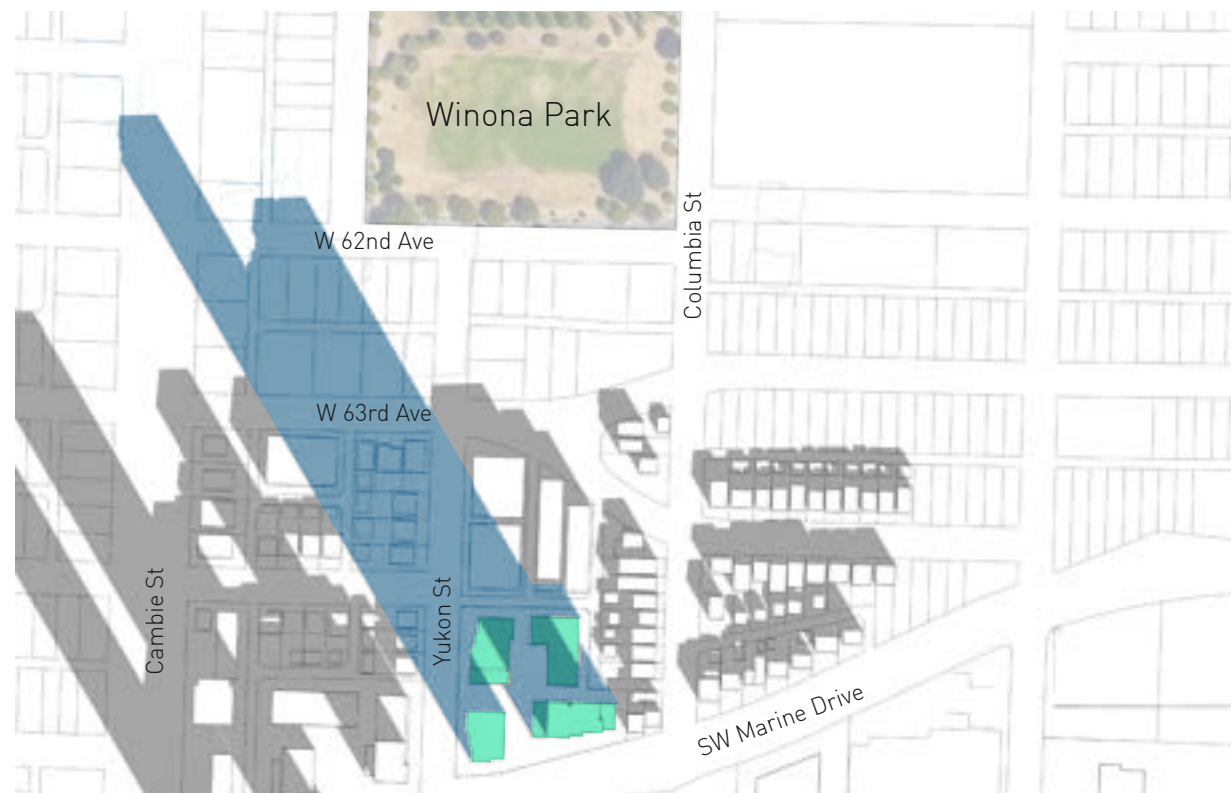 Winona Park
W 62nd Ave
Columbia St
W 63rd Ave
Cambie St
Yukon St
SW Marine Drive